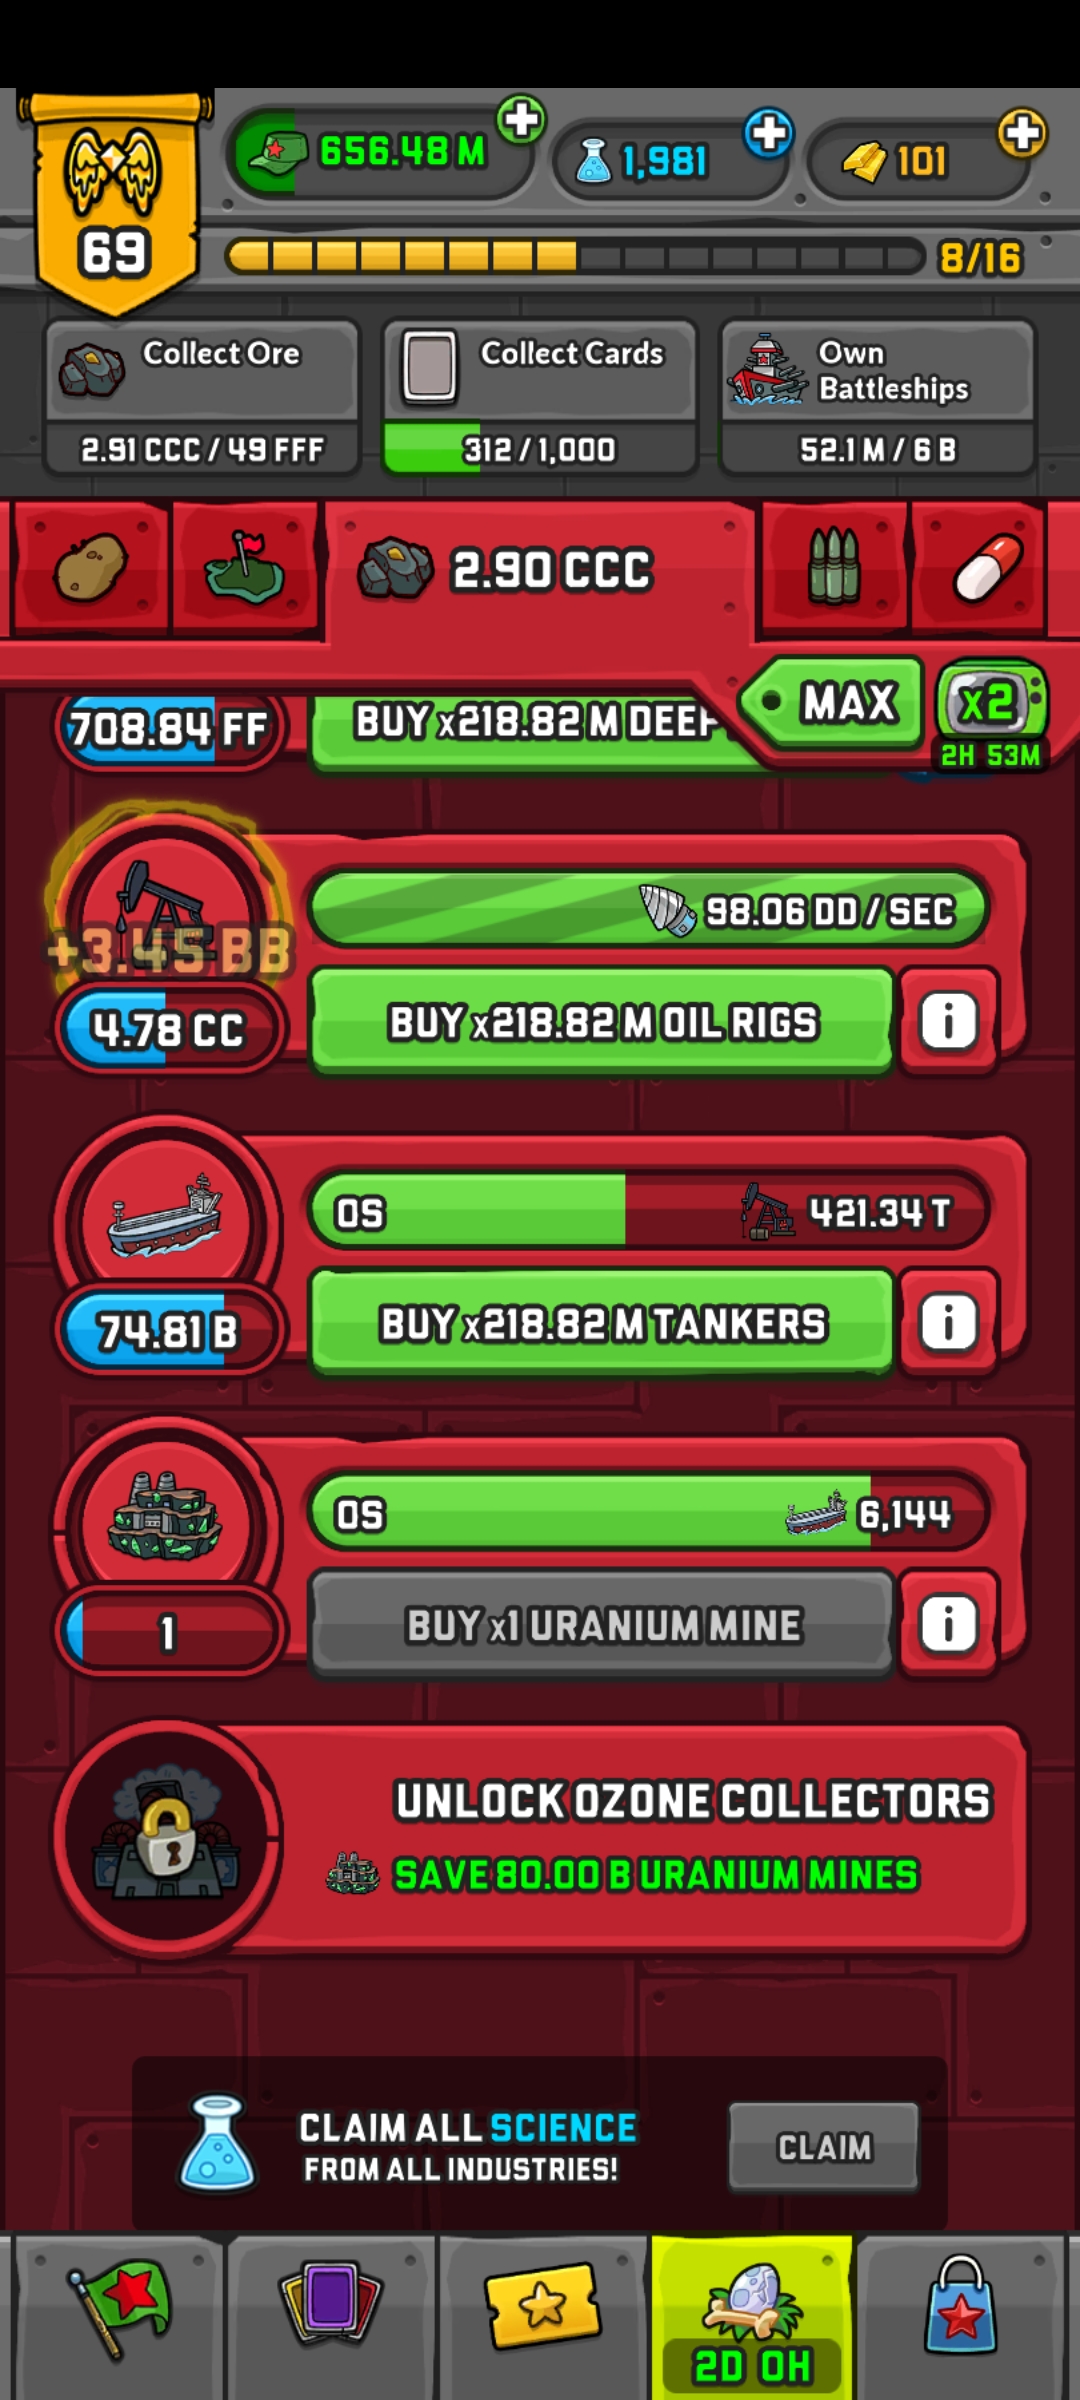 69
656.48 M
1,981
101
8/16
Collect Ore
2.91 CCC / 49 FFF
Collect Cards
312 / 1,000
Own
Battleships
52.1 M / 6 B
2.90 CCC
MAX
x2
2H 53M
708.84 FF
BUY x218.82 M DEEP
98.06 DD / SEC
+3.45 BB
4.78 CC
BUY x218.82 M OIL RIGS
i
0S
421.34 T
74.81 B
BUY x218.82 M TANKERS
i
0S
6,144
1
BUY x1 URANIUM MINE
i
UNLOCK OZONE COLLECTORS
SAVE 80.00 B URANIUM MINES
CLAIM ALL SCIENCE
FROM ALL INDUSTRIES!
CLAIM
2D 0H